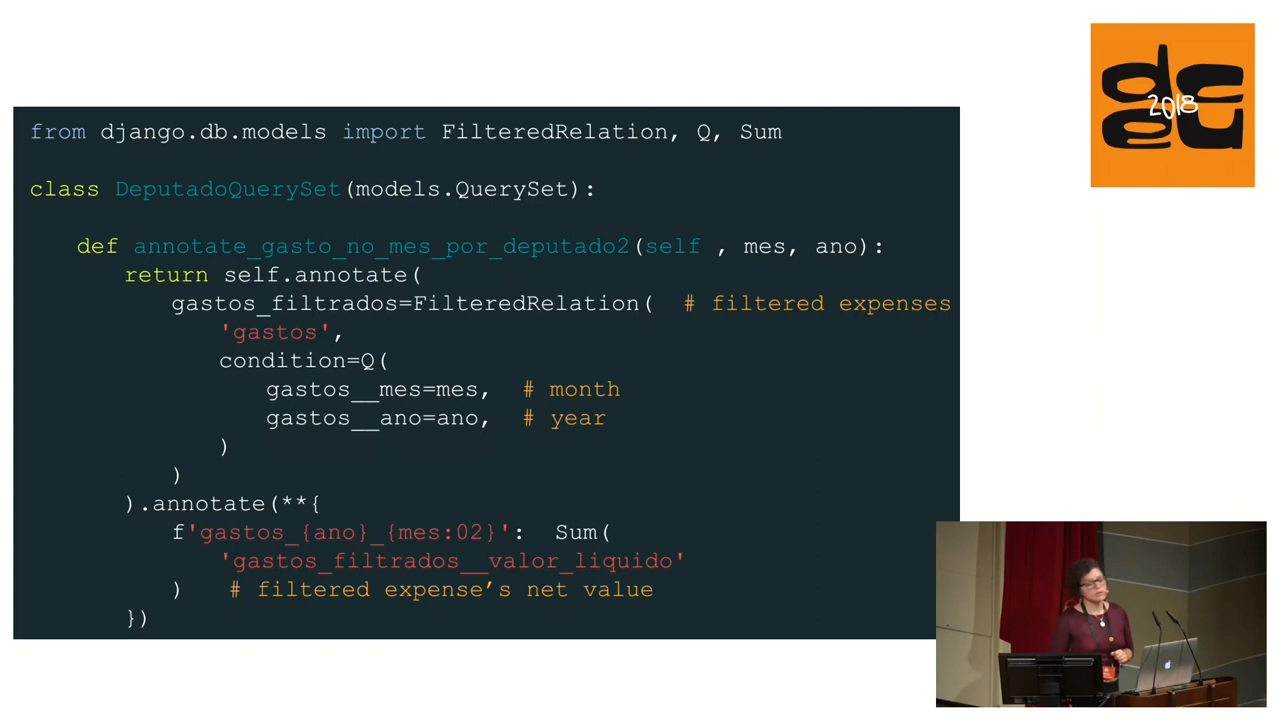 from django.db.models import FilteredRelation, Q, Sum
class DeputadoQuerySet(models.QuerySet):
def annotate_gasto_no_mes_por_deputado2(self , mes, ano):
return self.annotate(
gastos_filtrados=FilteredRelation(  # filtered expenses
'gastos',
condition=Q(
gastos__mes=mes,  # month
gastos__ano=ano,  # year
)
)
).annotate(**{
f'gastos_{ano}_{mes:02}':  Sum(
'gastos_filtrados__valor_liquido'
)   # filtered expense’s net value
})
2018